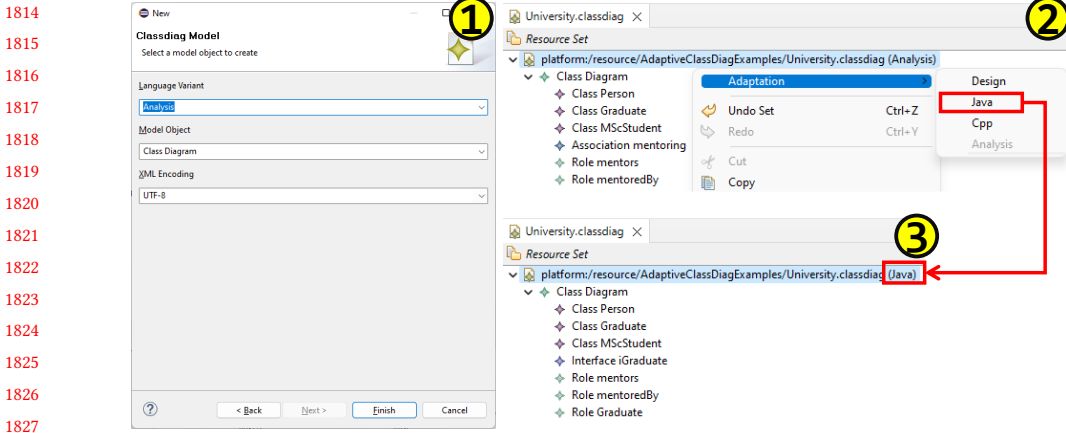 1814
1815
1816
1817
1818
1819
1820
1821
1822
1823
1824
1825
1826
1827
New
1
Classdiag Model
Select a model object to create
Language Variant
Analysis
Model Object
Class Diagram
XML Encoding
UTF-8
< Back
Next >
Finish
Cancel
University.classdiag
2
Resource Set
platform:/resource/AdaptiveClassDiagExamples/University.classdiag (Analysis)
Class Diagram
Class Person
Class Graduate
Class MScStudent
Association mentoring
Role mentors
Role mentoredBy
Adaptation
Undo Set Ctrl+Z
Redo Ctrl+Y
Cut
Copy
Design
Java
Cpp
Analysis
University.classdiag
3
Resource Set
platform:/resource/AdaptiveClassDiagExamples/University.classdiag (Java)
Class Diagram
Class Person
Class Graduate
Class MScStudent
Interface iGraduate
Role mentors
Role mentoredBy
Role Graduate